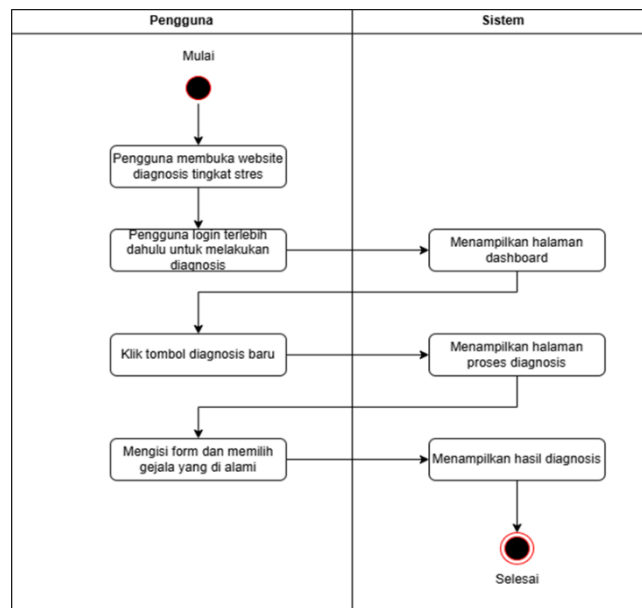 Pengguna
Sistem
Mulai
Pengguna membuka website
diagnosis tingkat stres
Pengguna login terlebih
dahulu untuk melakukan
diagnosis
Menampilkan halaman
dashboard
Klik tombol diagnosis baru
Menampilkan halaman
proses diagnosis
Mengisi form dan memilih
gejala yang di alami
Menampilkan hasil diagnosis
Selesai